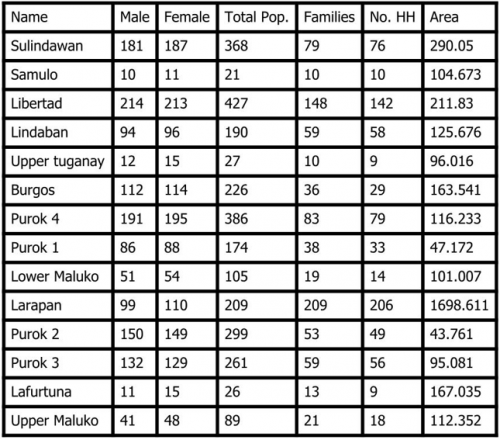 Name Male Female Total Pop. Families No. HH Area
Sulindawan 181 187 368 79 76 290.05
Samulo 10 11 21 10 10 104.673
Libertad 214 213 427 148 142 211.83
Lindaban 94 96 190 59 58 125.676
Upper tuganay 12 15 27 10 9 96.016
Burgos 112 114 226 36 29 163.541
Purok 4 191 195 386 83 79 116.233
Purok 1 86 88 174 38 33 47.172
Lower Maluko 51 54 105 19 14 101.007
Larapan 99 110 209 209 206 1698.611
Purok 2 150 149 299 53 49 43.761
Purok 3 132 129 261 59 56 95.081
Lafurtuna 11 15 26 13 9 167.035
Upper Maluko 41 48 89 21 18 112.352